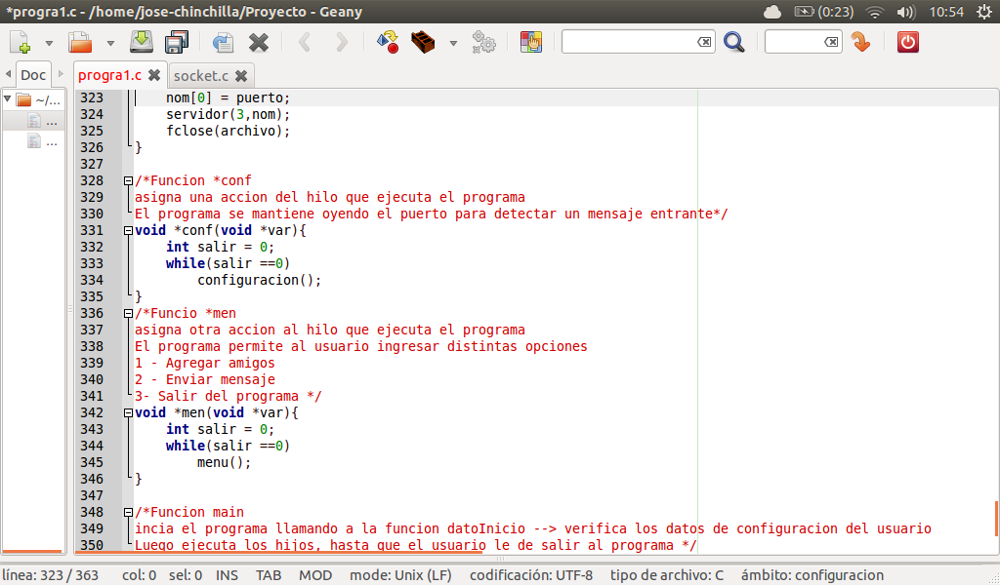 *progra1.c - /home/jose-chinchilla/Proyecto - Geany
(0:23) 10:54
Doc progra1.c socket.c
~/...
...
...
323 nom[0] = puerto;
324 servidor(3,nom);
325 fclose(archivo);
326 }
327
328 /*Funcion *conf
329 asigna una accion del hilo que ejecuta el programa
330 El programa se mantiene oyendo el puerto para detectar un mensaje entrante*/
331 void *conf(void *var){
332 int salir = 0;
333 while(salir ==0)
334 configuracion();
335 }
336 /*Funcio *men
337 asigna otra accion al hilo que ejecuta el programa
338 El programa permite al usuario ingresar distintas opciones
339 1 - Agregar amigos
340 2 - Enviar mensaje
341 3- Salir del programa */
342 void *men(void *var){
343 int salir = 0;
344 while(salir ==0)
345 menu();
346 }
347
348 /*Funcion main
349 incia el programa llamando a la funcion datoInicio --> verifica los datos de configuracion del usuario
350 Luego ejecuta los hijos, hasta que el usuario le de salir al programa */
línea: 323 / 363 col: 0 sel: 0 INS TAB MOD modo: Unix (LF) codificación: UTF-8 tipo de archivo: C ámbito: configuracion